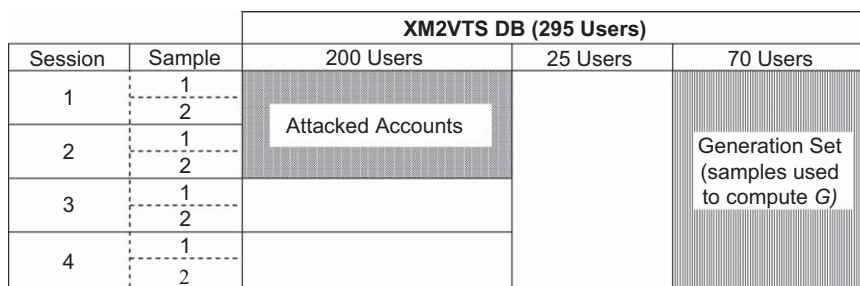 XM2VTS DB (295 Users)
Session Sample 200 Users 25 Users 70 Users
1 1
2
Attacked Accounts
2 1
2
Generation Set
(samples used
to compute G)
3 1
2
4 1
2